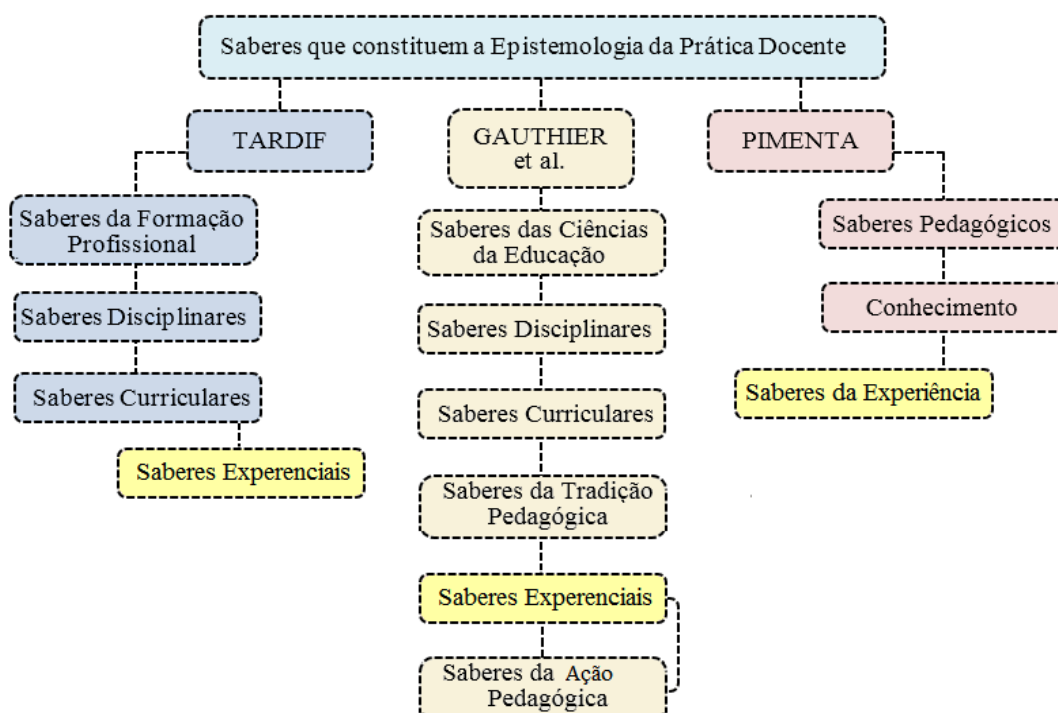 Saberes que constituem a Epistemologia da Prática Docente
TARDIF
Saberes da Formação
Profissional
Saberes Disciplinares
Saberes Curriculares
Saberes Experenciais
GAUTHIER
et al.
Saberes das Ciências
da Educação
Saberes Disciplinares
Saberes Curriculares
Saberes da Tradição
Pedagógica
Saberes Experenciais
Saberes da Ação
Pedagógica
PIMENTA
Saberes Pedagógicos
Conhecimento
Saberes da Experiência